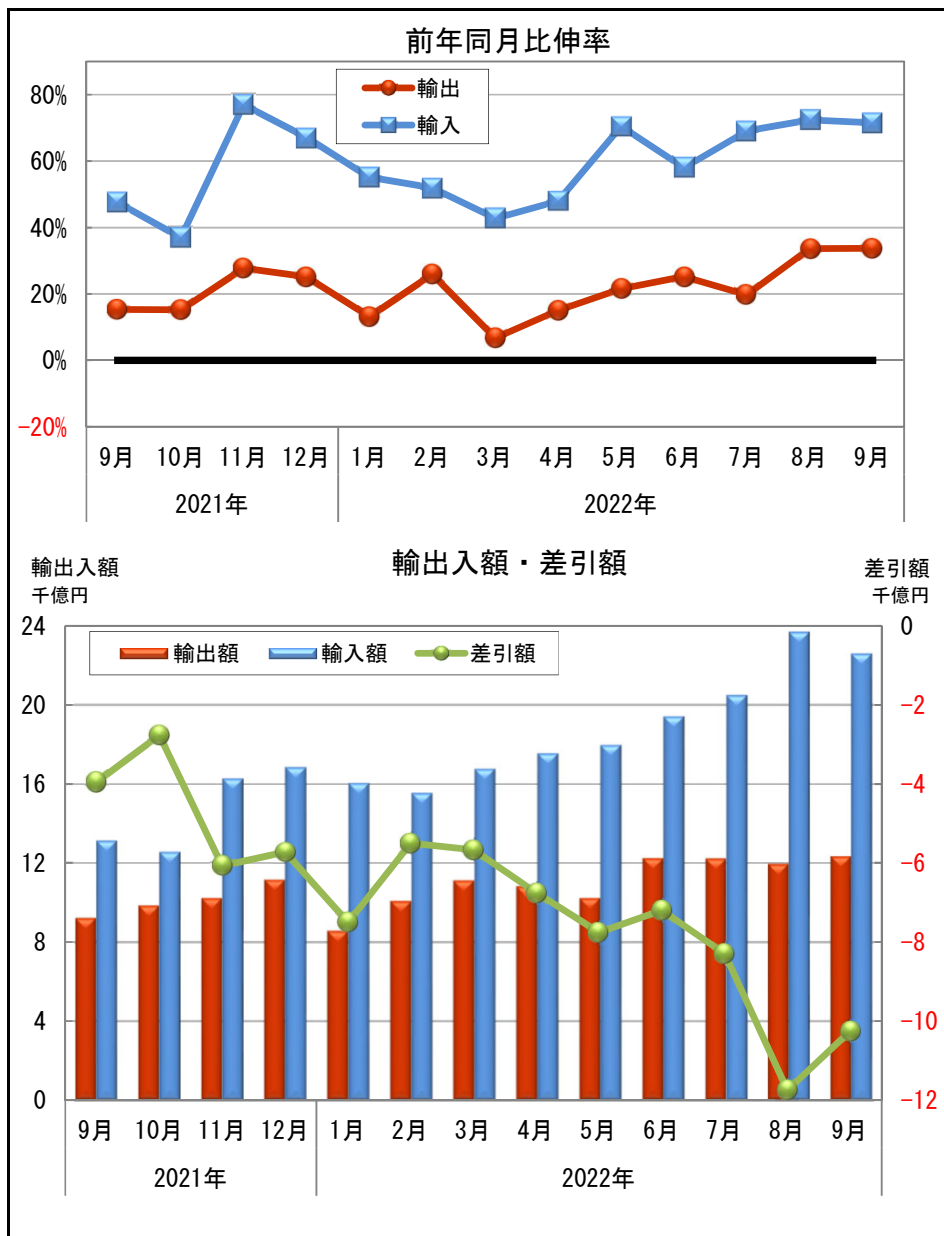 前年同月比伸率
輸出
輸入
80%
60%
40%
20%
0%
-20%
9月 10月 11月 12月 1月 2月 3月 4月 5月 6月 7月 8月 9月
2021年 2022年
輸出入額・差引額
輸出入額
千億円
差引額
千億円
輸出額 輸入額 差引額
24 0
20 -2
16 -4
12 -6
8 -8
4 -10
0 -12
9月 10月 11月 12月 1月 2月 3月 4月 5月 6月 7月 8月 9月
2021年 2022年